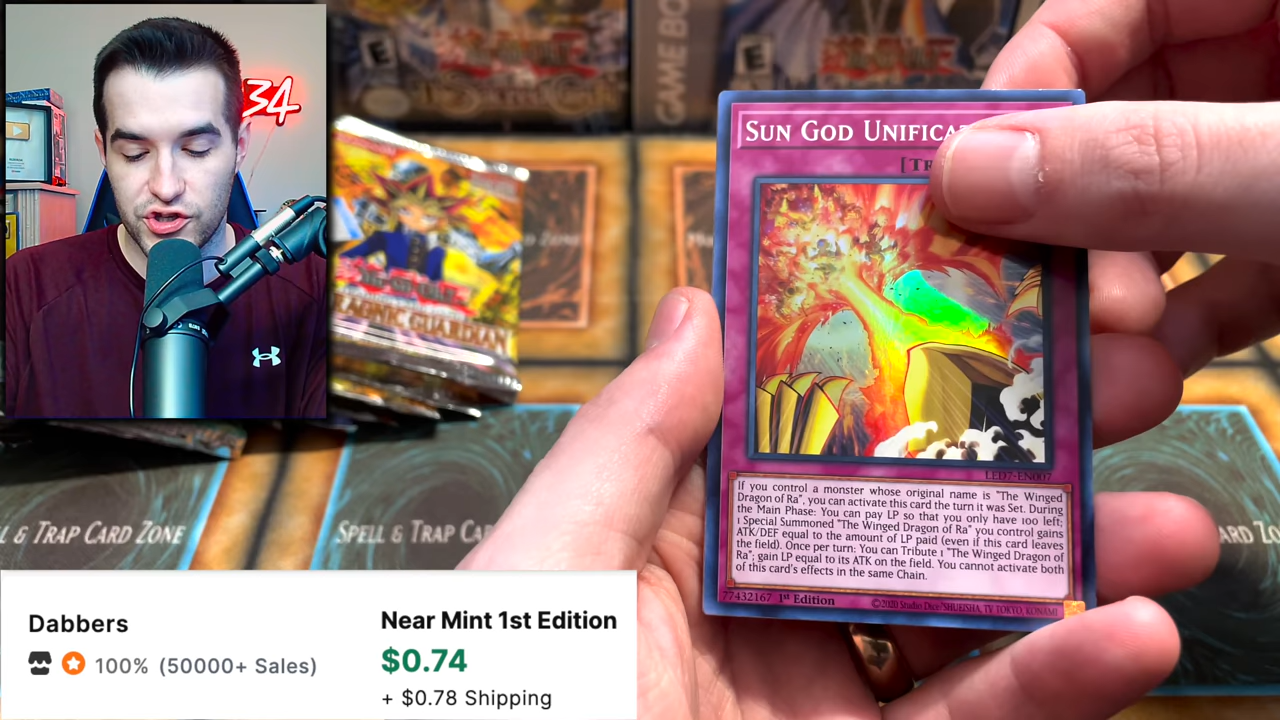 34
E
GAME BOY
E
RAGNIC GUARDIAN
L & TRAP CARD ZONE
SPELL & TRAP CAR
ARD ZO
SUN GOD UNIFICA
[TR
LED7-EN007
If you control a monster whose original name is "The Winged
Dragon of Ra", you can activate this card the turn it was Set. During
the Main Phase: You can pay LP so that you only have 100 left;
1 Special Summoned "The Winged Dragon of Ra" you control gains
ATK/DEF equal to the amount of LP paid (even if this card leaves
the field). Once per turn: You can Tribute 1 "The Winged Dragon of
Ra"; gain LP equal to its ATK on the field. You cannot activate both
of this card's effects in the same Chain.
77432167 1st Edition
©2020 Studio Dice/SHUEISHA, TV TOKYO, KONAMI
Dabbers
100% (50000+ Sales)
Near Mint 1st Edition
$0.74
+ $0.78 Shipping